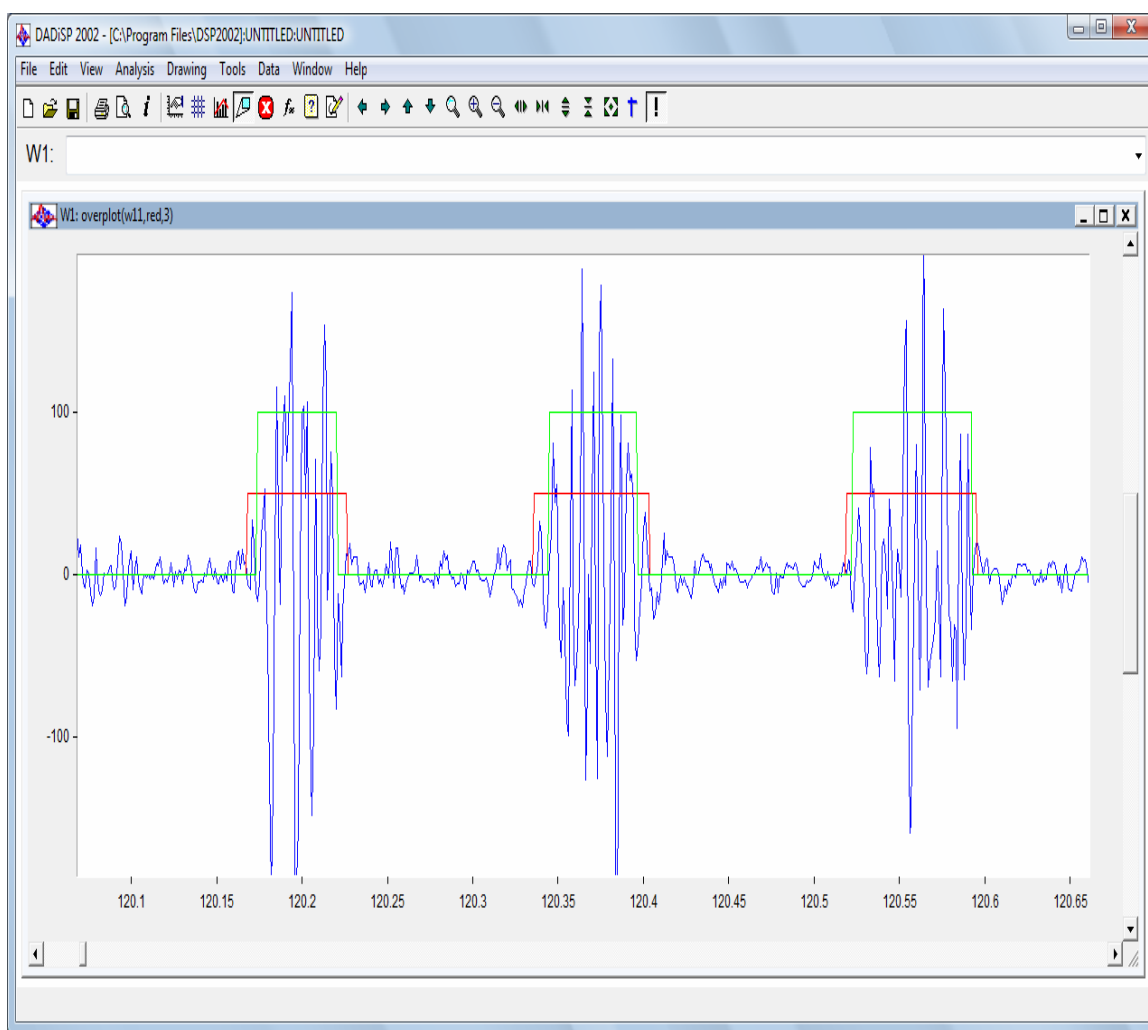 DADiSP 2002 - [C:\Program Files\DSP2002]:UNTITLED:UNTITLED
File Edit View Analysis Drawing Tools Data Window Help
W1:
W1: overplot(w11,red,3)
100
0
-100
120.1 120.15 120.2 120.25 120.3 120.35 120.4 120.45 120.5 120.55 120.6 120.65